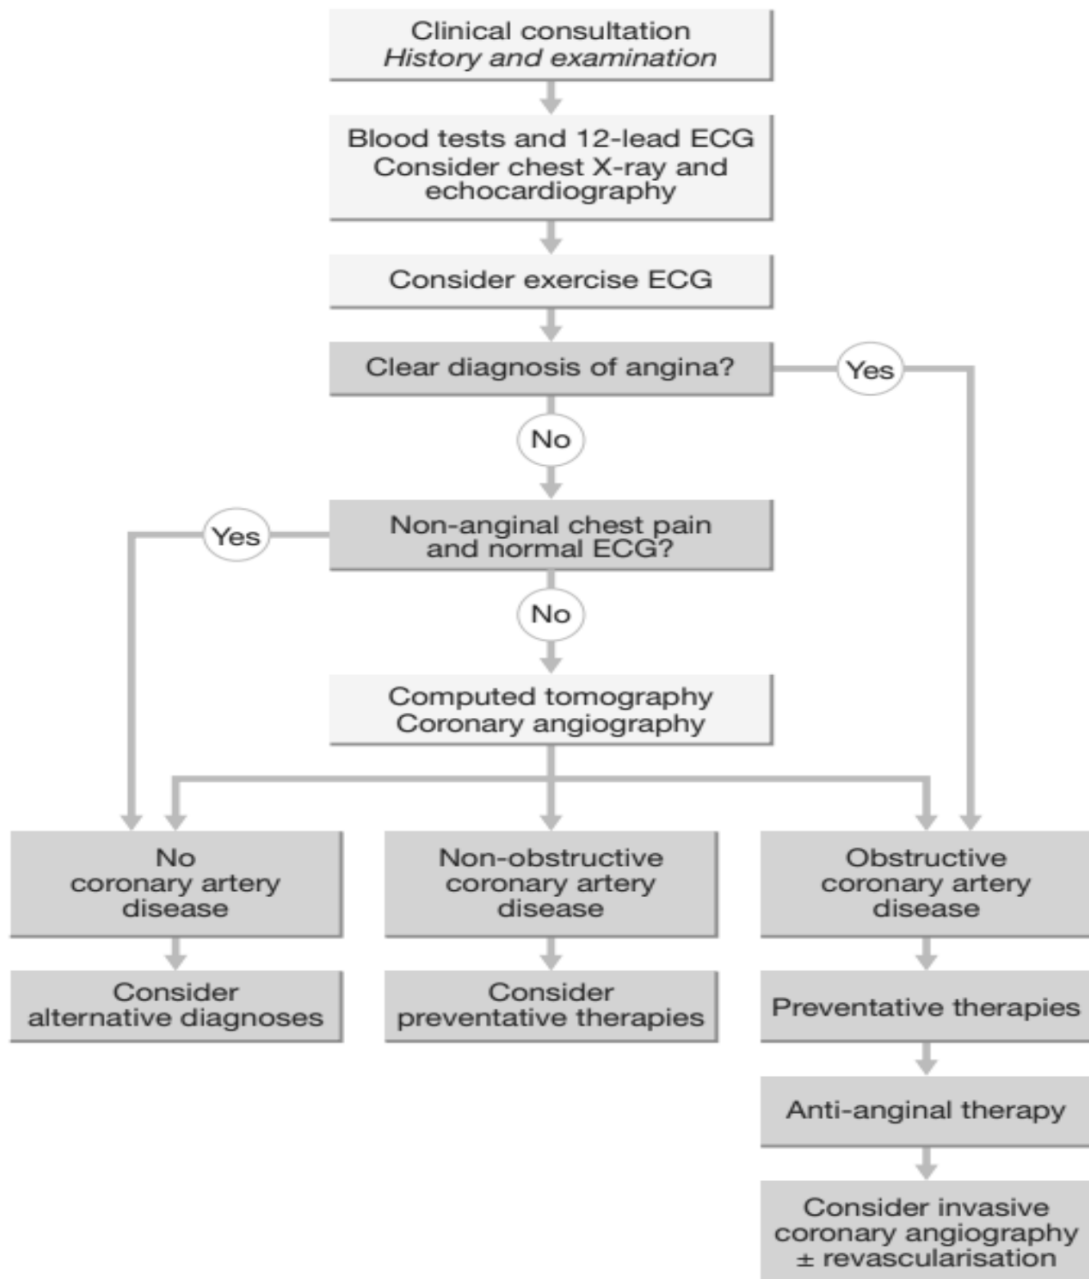 Clinical consultation
History and examination
Blood tests and 12-lead ECG
Consider chest X-ray and
echocardiography
Consider exercise ECG
Clear diagnosis of angina?
Yes
No
Non-anginal chest pain
and normal ECG?
Yes
No
Computed tomography
Coronary angiography
No
coronary artery
disease
Consider
alternative diagnoses
Non-obstructive
coronary artery
disease
Consider
preventative therapies
Obstructive
coronary artery
disease
Preventative therapies
Anti-anginal therapy
Consider invasive
coronary angiography
± revascularisation